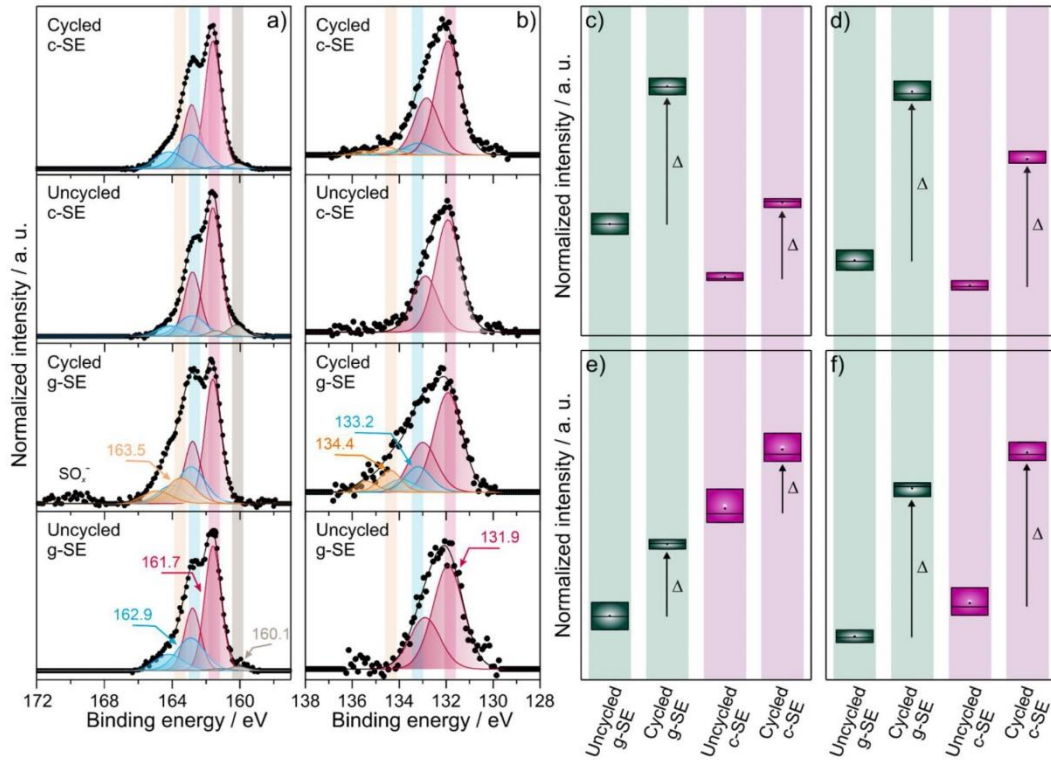 a)
Cycled
c-SE
Uncycled
c-SE
Cycled
g-SE
163.5
SOₓ⁻
Uncycled
g-SE
161.7
162.9
160.1
172
168
164
160
Binding energy / eV
Normalized intensity / a. u.
b)
Cycled
c-SE
Uncycled
c-SE
Cycled
g-SE
133.2
134.4
Uncycled
g-SE
131.9
138
136
134
132
130
128
Binding energy / eV
Normalized intensity / a. u.
c)
Δ
Δ
d)
Δ
Δ
Normalized intensity / a. u.
e)
Δ
Δ
f)
Δ
Δ
Uncycled
g-SE
Cycled
g-SE
Uncycled
c-SE
Cycled
c-SE
Uncycled
g-SE
Cycled
g-SE
Uncycled
c-SE
Cycled
c-SE